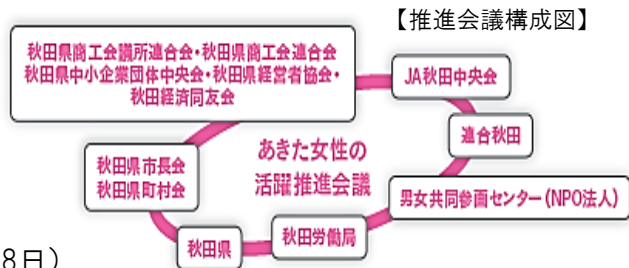 【推進会議構成図】
秋田県商工会議所連合会・秋田県商工会連合会
秋田県中小企業団体中央会・秋田県経営者協会・
秋田経済同友会
JA秋田中央会
連合秋田
男女共同参画センター(NPO法人)
秋田労働局
秋田県
秋田県市長会
秋田県町村会
あきた女性の
活躍推進会議
8日)